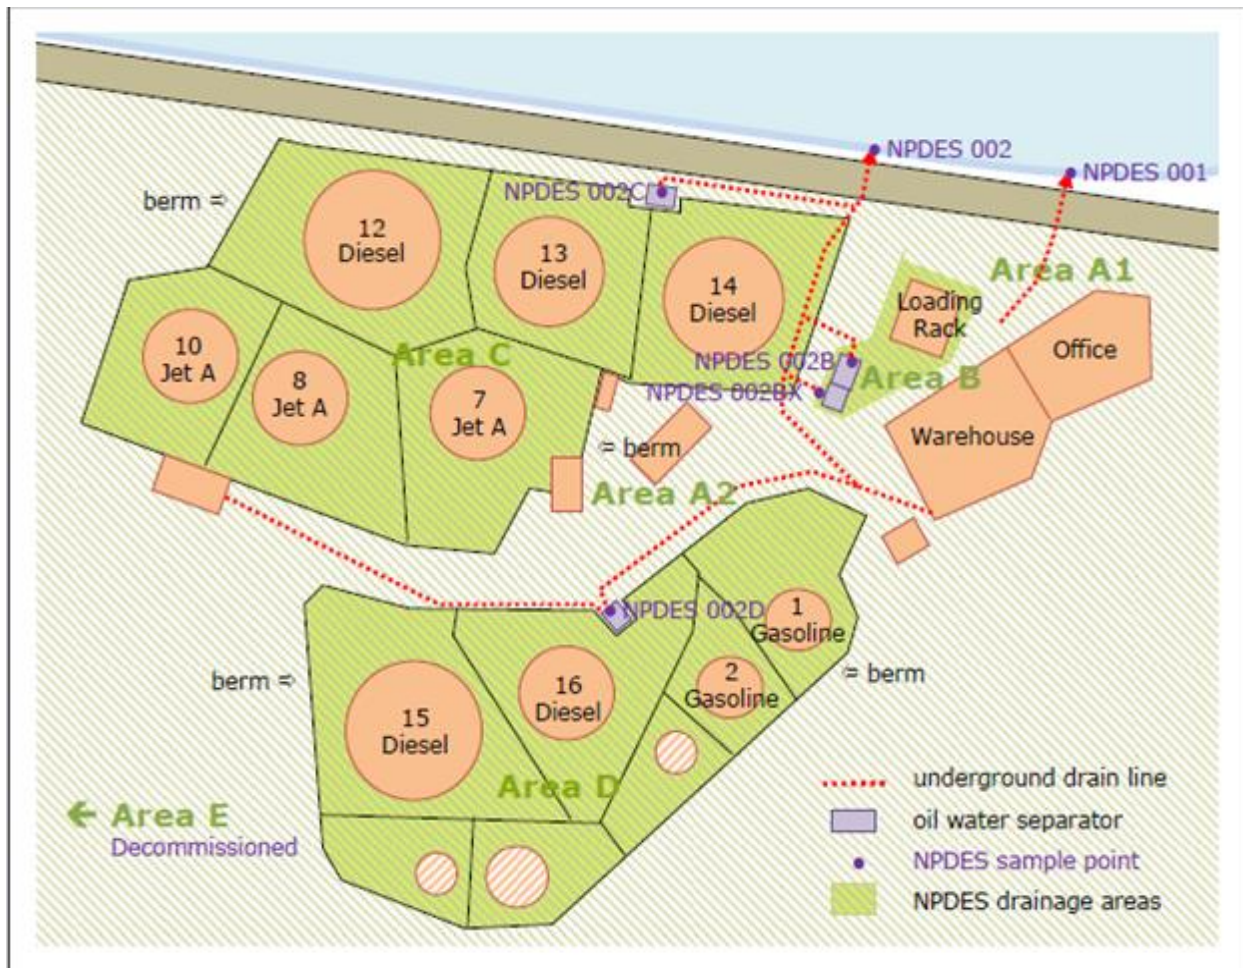 NPDES 002
NPDES 001
NPDES 002C
berm ⇨
12
Diesel
13
Diesel
14
Diesel
Area A1
Loading
Rack
Office
10
Jet A
8
Jet A
Area C
7
Jet A
NPDES 002B
Area B
NPDES 002BX
Warehouse
⇦ berm
Area A2
NPDES 002D
1
Gasoline
2
Gasoline
⇦ berm
berm ⇨
16
Diesel
15
Diesel
Area D
← Area E
Decommissioned
underground drain line
oil water separator
NPDES sample point
NPDES drainage areas